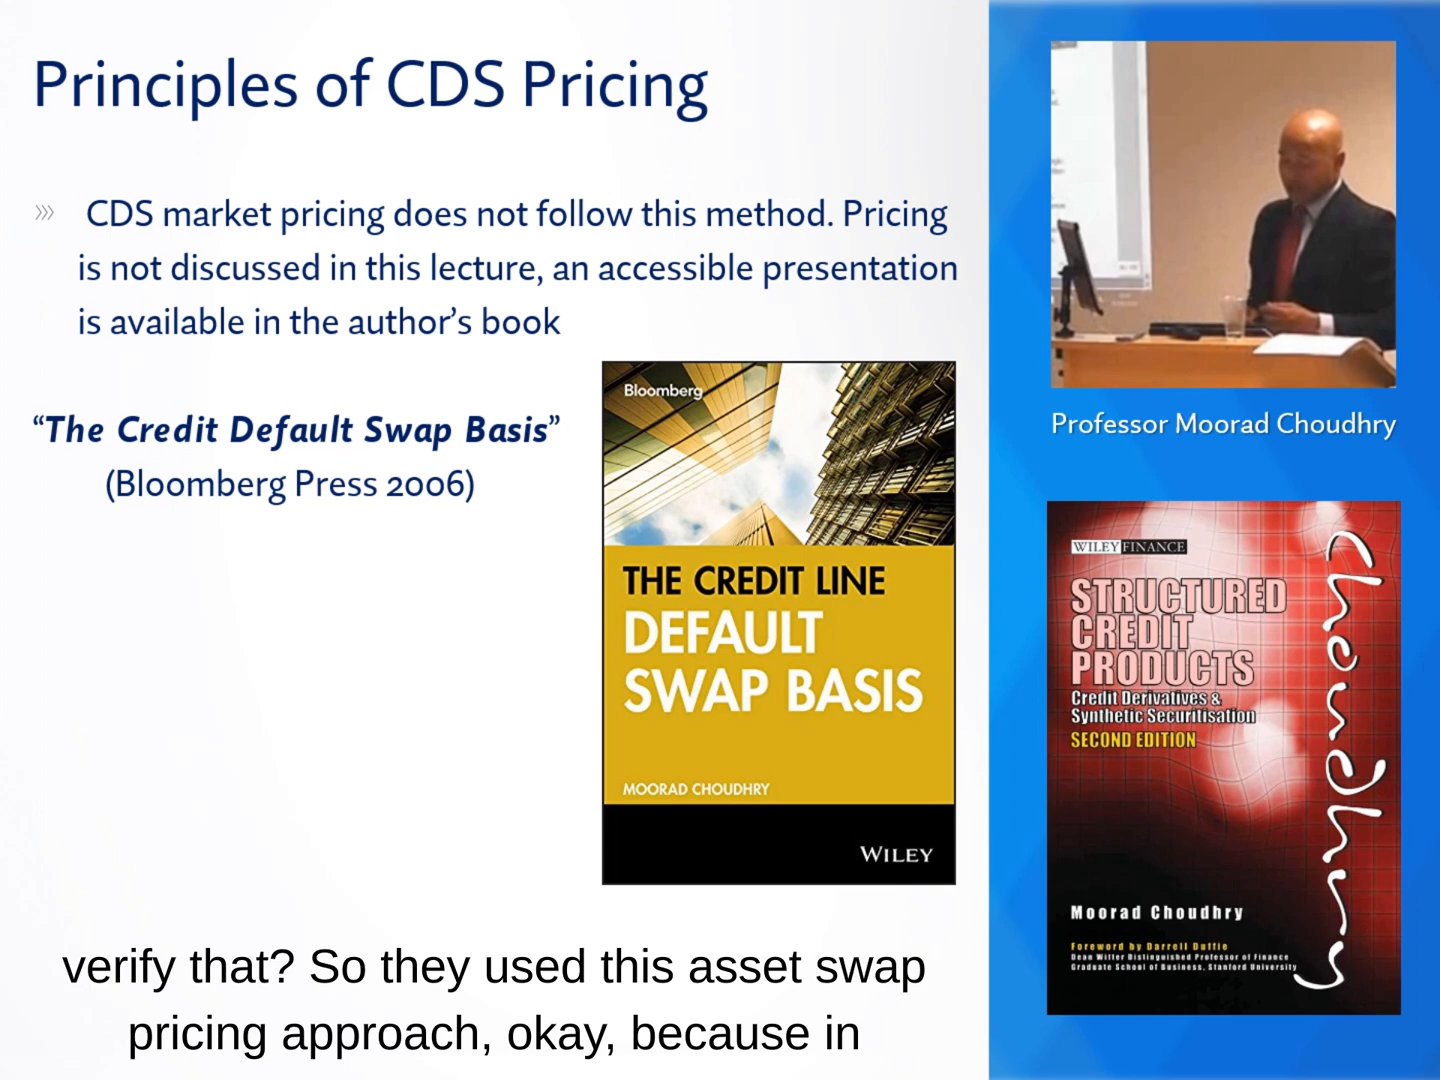 Principles of CDS Pricing
CDS market pricing does not follow this method. Pricing
is not discussed in this lecture, an accessible presentation
is available in the author's book
“The Credit Default Swap Basis”
(Bloomberg Press 2006)
Bloomberg
THE CREDIT LINE
DEFAULT
SWAP BASIS
MOORAD CHOUDHRY
WILEY
verify that? So they used this asset swap
pricing approach, okay, because in
Professor Moorad Choudhry
WILEY FINANCE
STRUCTURED
CREDIT
PRODUCTS
Credit Derivatives &
Synthetic Securitisation
SECOND EDITION
Choudhry
Moorad Choudhry
Foreword by Darrell Duffie
Dean Witter Distinguished Professor of Finance
Graduate School of Business, Stanford University